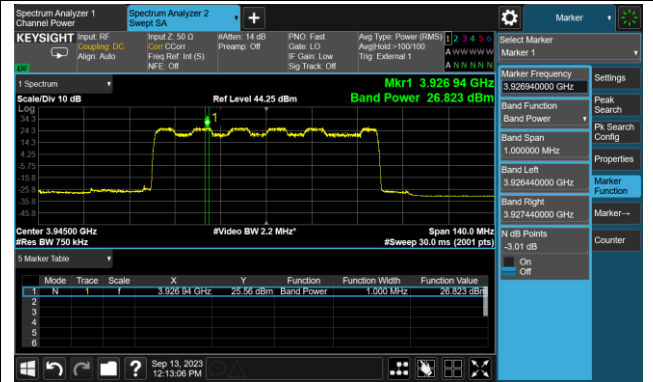 Spectrum Analyzer 1
Channel Power
Spectrum Analyzer 2
Swept SA
+
Marker
KEYSIGHT
Input: RF
Coupling: DC
Align: Auto
Input Z: 50 Ω
Corr CCorr
Freq Ref: Int (S)
NFE: Off
#Atten: 14 dB
Preamp: Off
PNO: Fast
Gate: LO
IF Gain: Low
Sig Track: Off
Avg Type: Power (RMS)
Avg|Hold >100/100
Trig: External 1
1 2 3 4 5 6
A W W W W W
A N N N N N
LXI
1 Spectrum
Scale/Div 10 dB
Ref Level 44.25 dBm
Mkr1 3.926 94 GHz
Band Power 26.823 dBm
Log
34.3
24.3
14.3
4.25
-5.75
-15.8
-25.8
-35.8
-45.8
1
Center 3.94500 GHz
#Res BW 750 kHz
#Video BW 2.2 MHz*
Span 140.0 MHz
#Sweep 30.0 ms (2001 pts)
5 Marker Table
Mode Trace Scale X Y Function Function Width Function Value
1 N 1 f 3.926 94 GHz 25.56 dBm Band Power 1.000 MHz 26.823 dBm
2
3
4
5
6
Sep 13, 2023
12:13:06 PM
Select Marker
Marker 1
Marker Frequency
3.926940000 GHz
Band Function
Band Power
Band Span
1.000000 MHz
Band Left
3.926440000 GHz
Band Right
3.927440000 GHz
N dB Points
-3.01 dB
On
Off
Settings
Peak
Search
Pk Search
Config
Properties
Marker
Function
Marker→
Counter